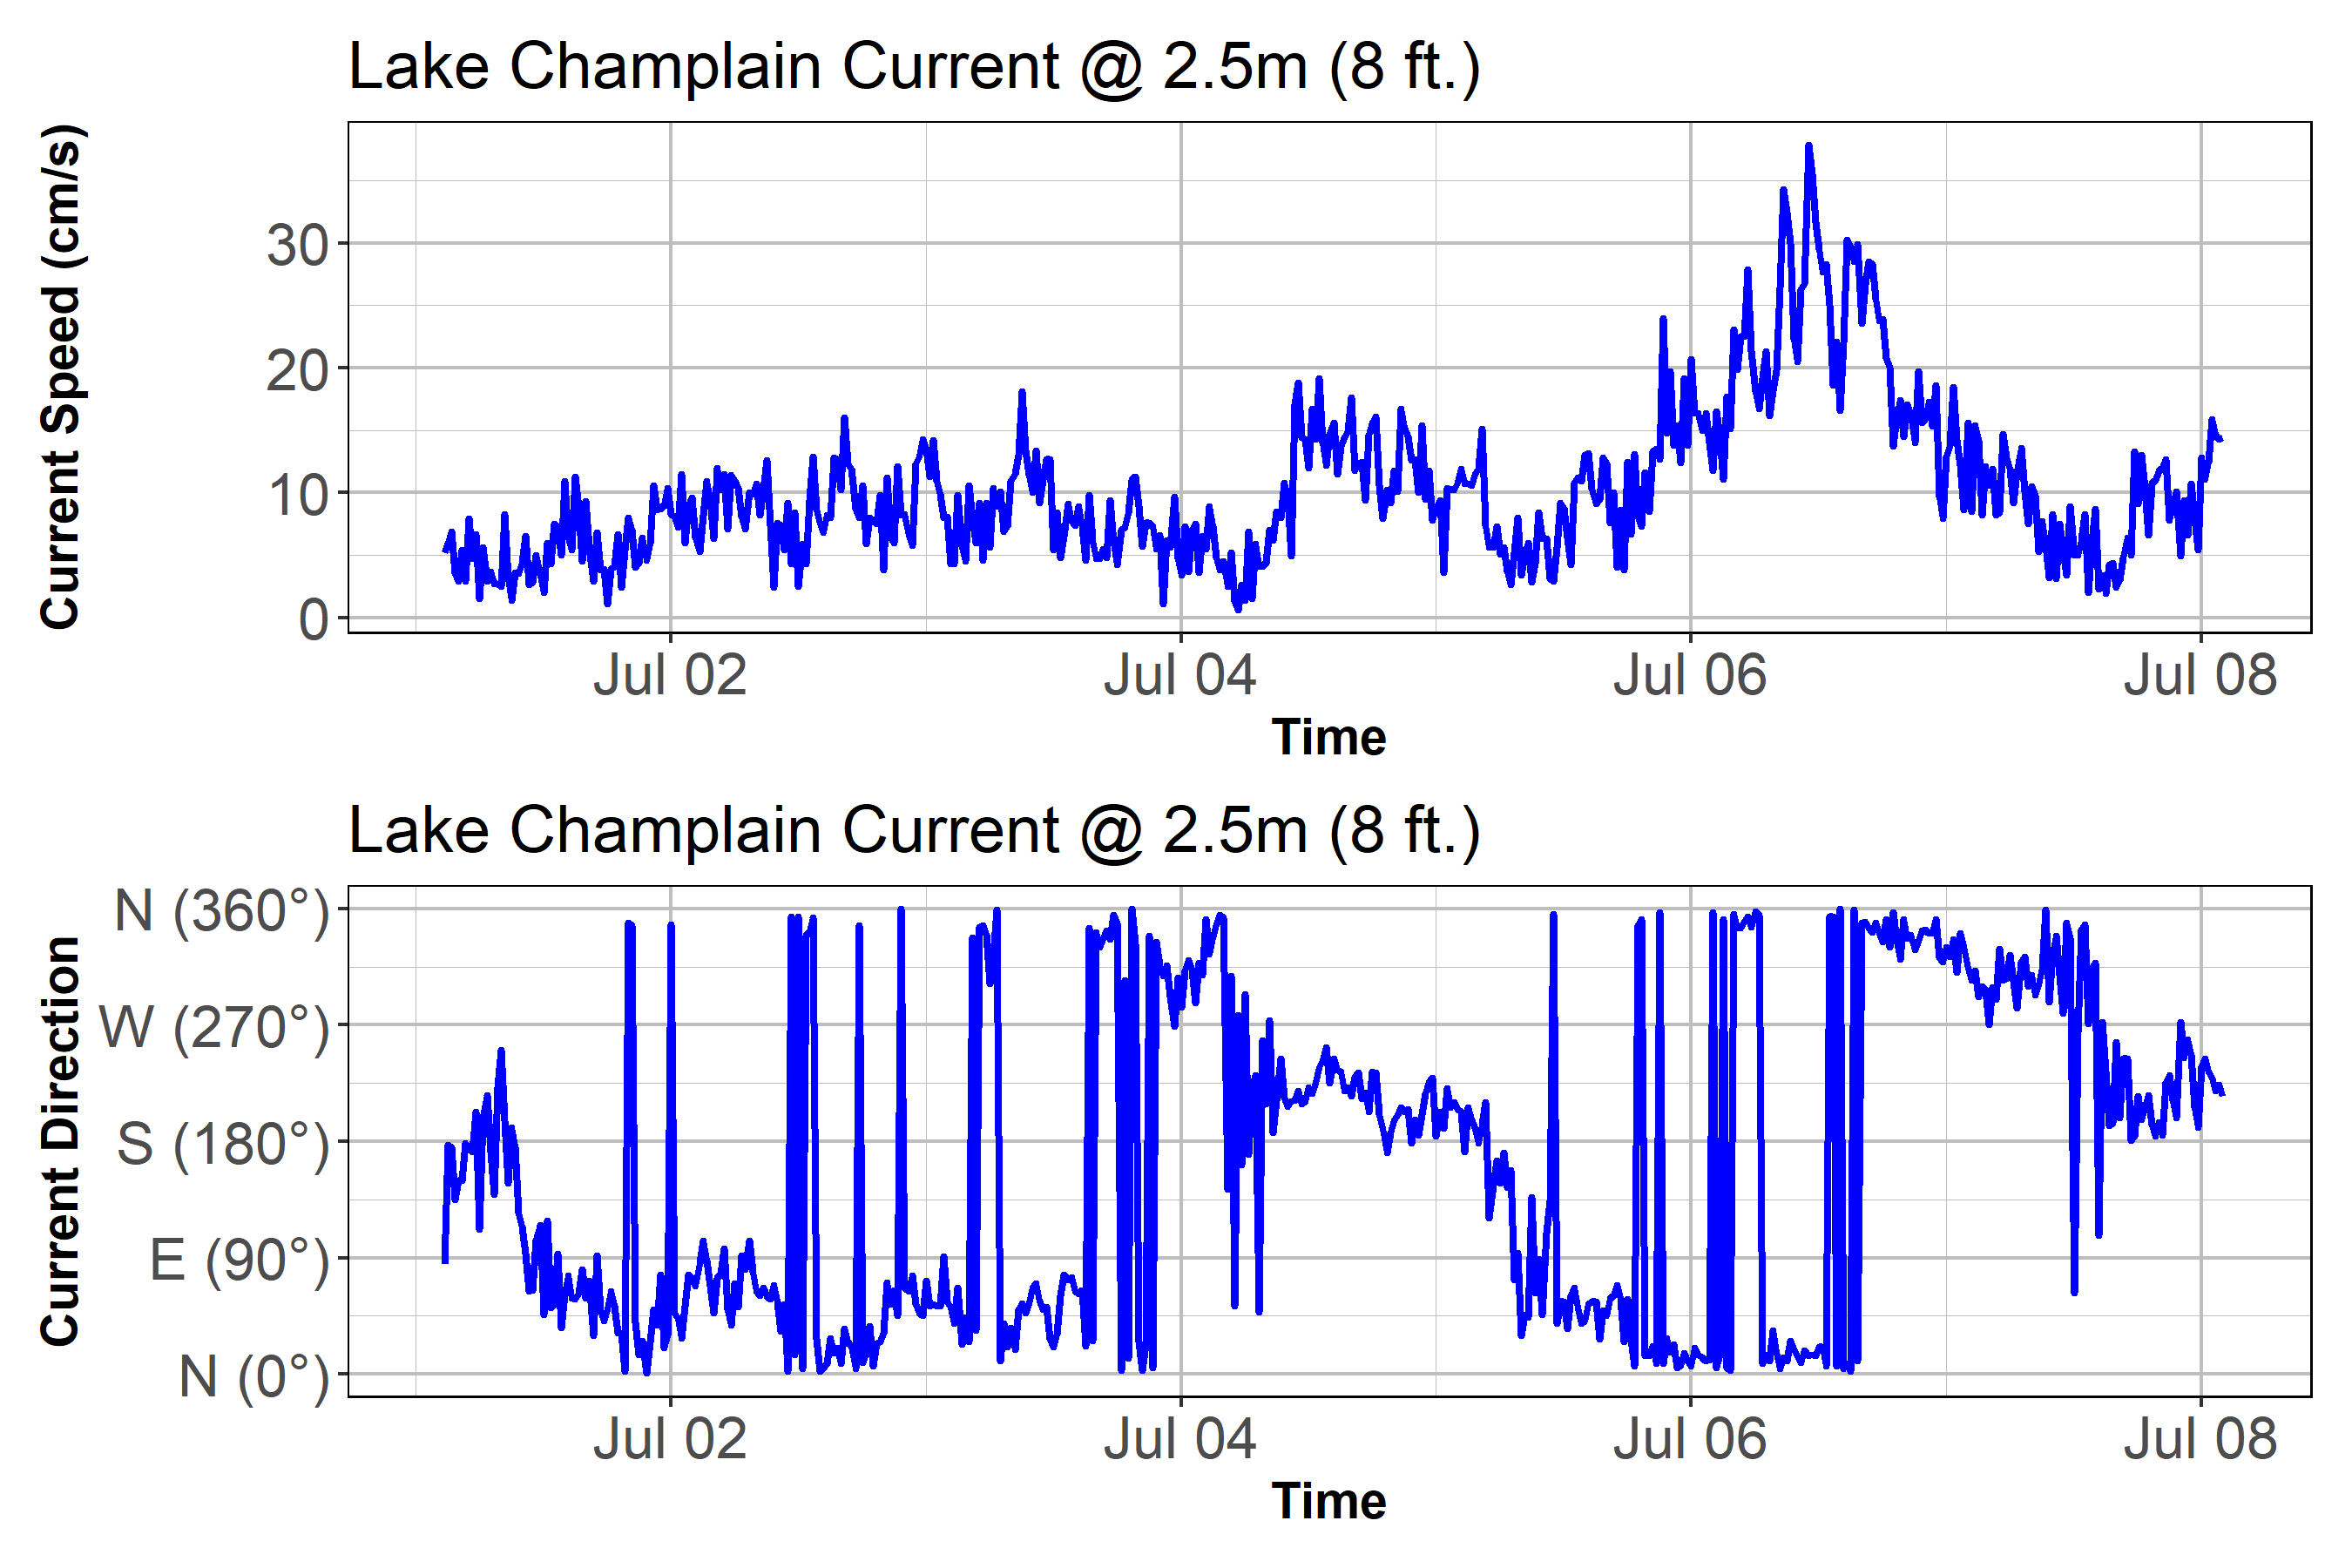 Lake Champlain Current @ 2.5m (8 ft.)
Current Speed (cm/s)
30
20
10
0
Jul 02 Jul 04 Jul 06 Jul 08
Time
Lake Champlain Current @ 2.5m (8 ft.)
Current Direction
N (360°)
W (270°)
S (180°)
E (90°)
N (0°)
Jul 02 Jul 04 Jul 06 Jul 08
Time